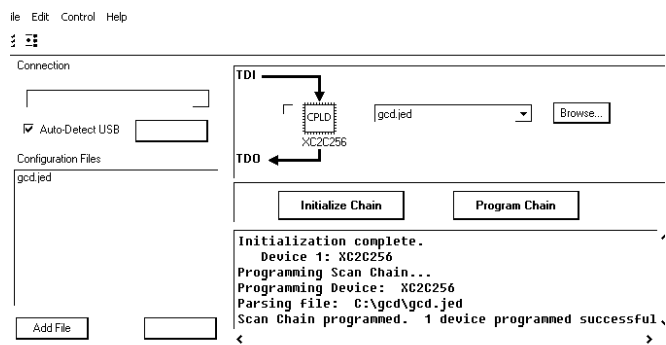 ile Edit Control Help
Connection
Auto-Detect USB
Configuration Files
gcd.jed
Add File
TDI
CPLD
XC2C256
TDO
gcd.jed
Browse...
Initialize Chain
Program Chain
Initialization complete.
Device 1: XC2C256
Programming Scan Chain...
Programming Device: XC2C256
Parsing file: C:\gcd\gcd.jed
Scan Chain programmed. 1 device programmed successful